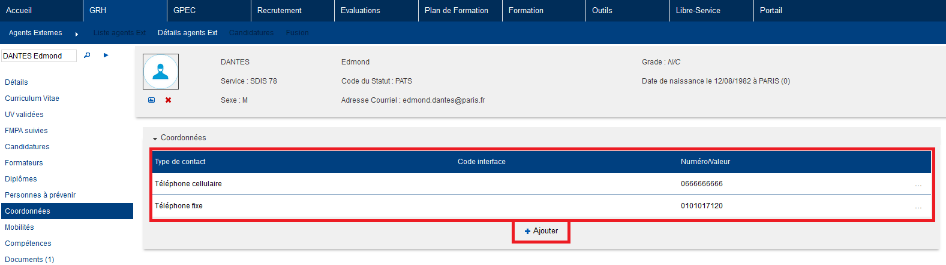 Accueil GRH GPEC Recrutement Evaluations Plan de Formation Formation Outils Libre-Service Portail
Agents Externes Liste agents Ext Détails agents Ext Candidatures Fusion
DANTES Edmond
DANTES Edmond Grade : N/C
Service : SDIS 78 Code du Statut : PATS Date de naissance le 12/08/1982 à PARIS (0)
Sexe : M Adresse Courriel : edmond.dantes@paris.fr
Détails
Curriculum Vitae
UV validées
FMPA suivies
Candidatures
Formateurs
Diplômes
Personnes à prévenir
Coordonnées
Mobilités
Compétences
Documents (1)
Coordonnées
Type de contact Code interface Numéro/Valeur
Téléphone cellulaire 0666666666 ...
Téléphone fixe 0101017120 ...
+ Ajouter